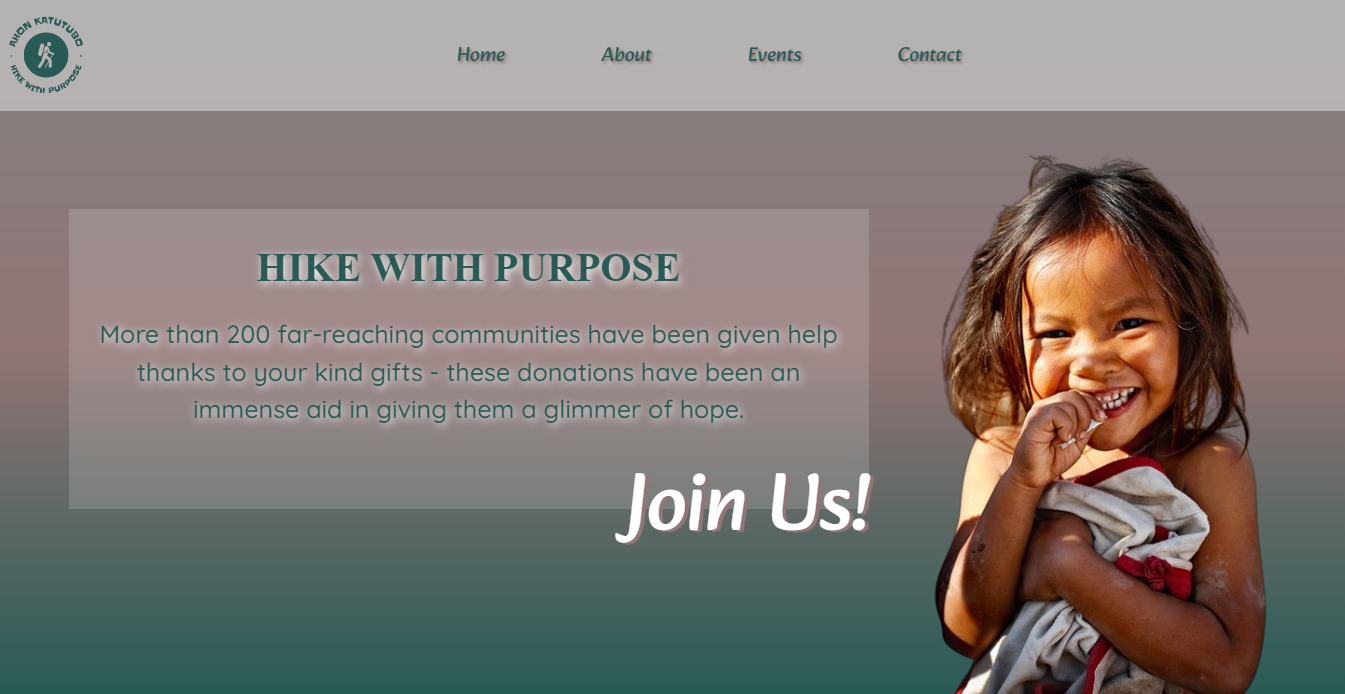 AHON KATUTUBO
HIKE WITH PURPOSE
Home About Events Contact
HIKE WITH PURPOSE
More than 200 far-reaching communities have been given help
thanks to your kind gifts - these donations have been an
immense aid in giving them a glimmer of hope.
Join Us!